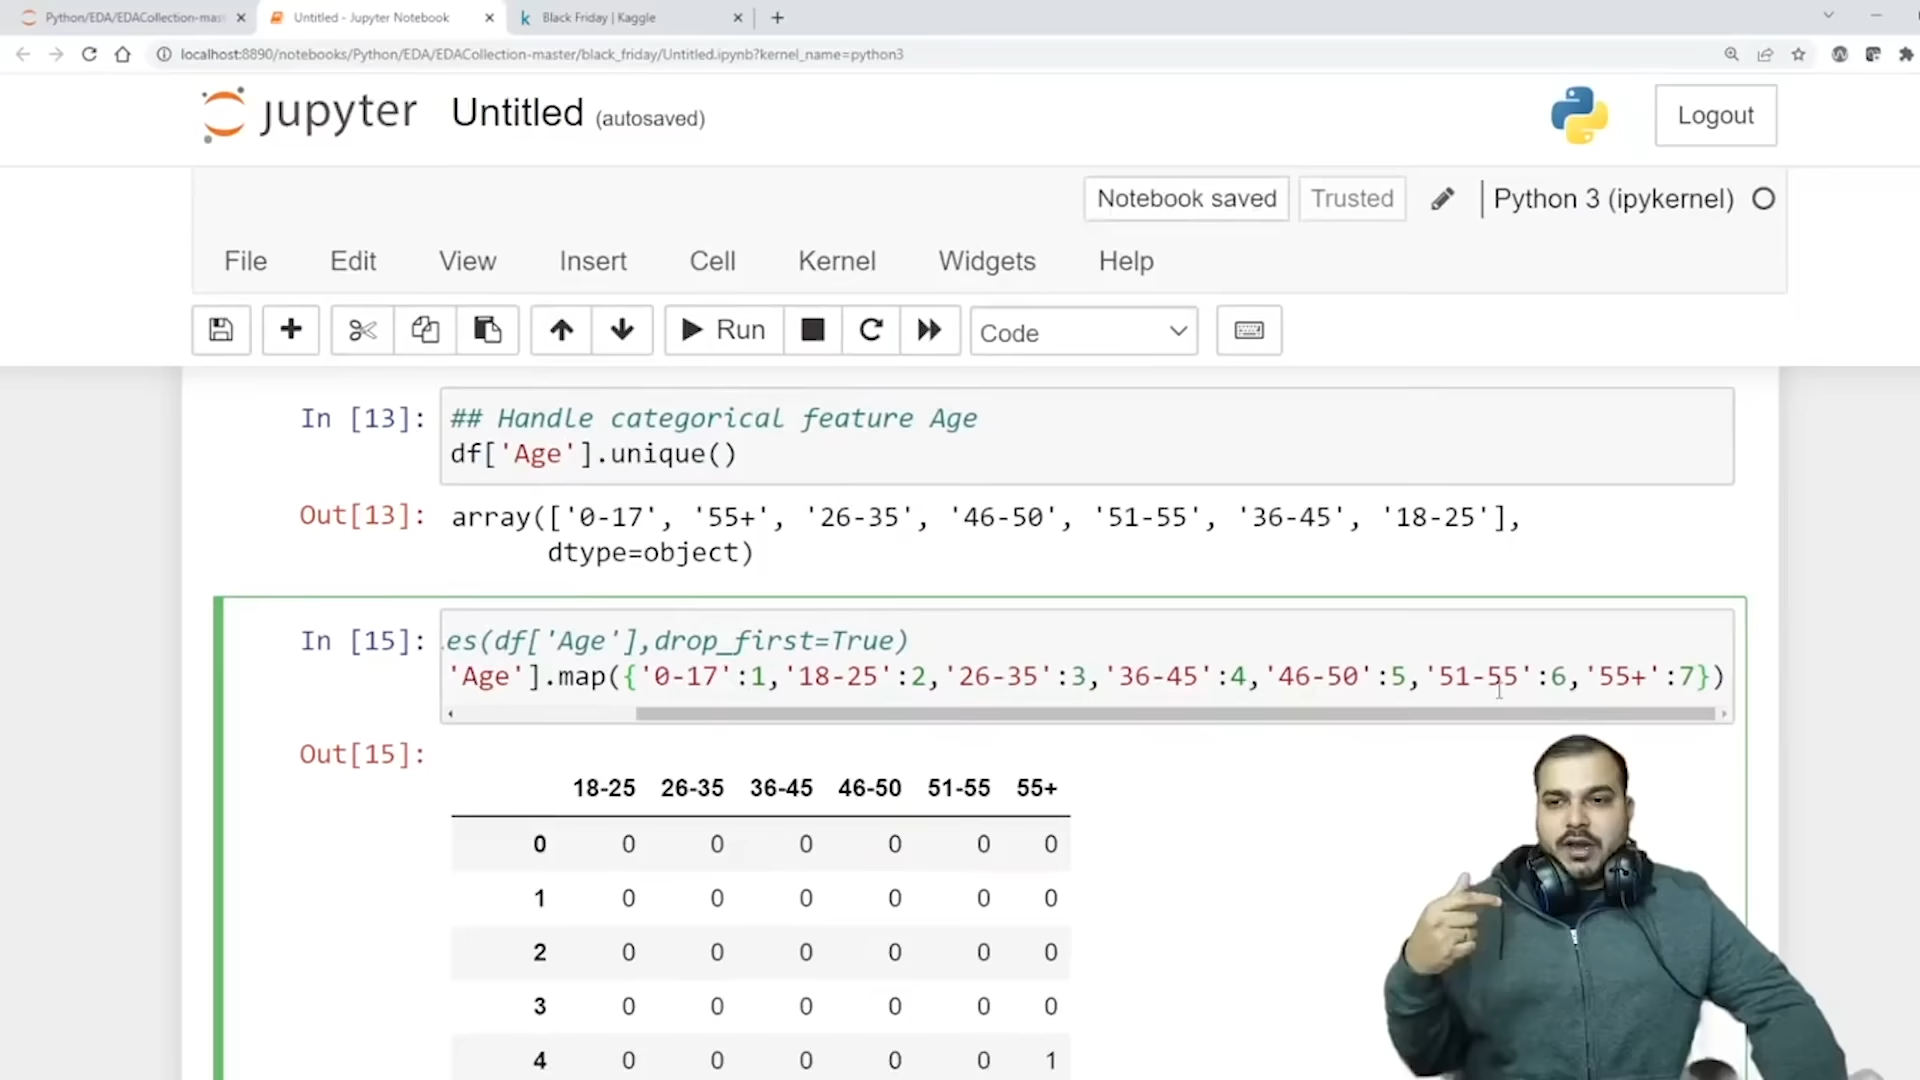 Python/EDA/EDACollection-mas
Untitled - Jupyter Notebook
Black Friday | Kaggle
localhost:8890/notebooks/Python/EDA/EDACollection-master/black_friday/Untitled.ipynb?kernel_name=python3
jupyter Untitled (autosaved)
Logout
Notebook saved Trusted Python 3 (ipykernel)
File Edit View Insert Cell Kernel Widgets Help
Run Code
In [13]: ## Handle categorical feature Age
df['Age'].unique()
Out[13]: array(['0-17', '55+', '26-35', '46-50', '51-55', '36-45', '18-25'],
dtype=object)
In [15]: .es(df['Age'],drop_first=True)
'Age'].map({'0-17':1,'18-25':2,'26-35':3,'36-45':4,'46-50':5,'51-55':6,'55+':7})
Out[15]:
18-25 26-35 36-45 46-50 51-55 55+
0 0 0 0 0 0 0
1 0 0 0 0 0 0
2 0 0 0 0 0 0
3 0 0 0 0 0 0
4 0 0 0 0 0 1